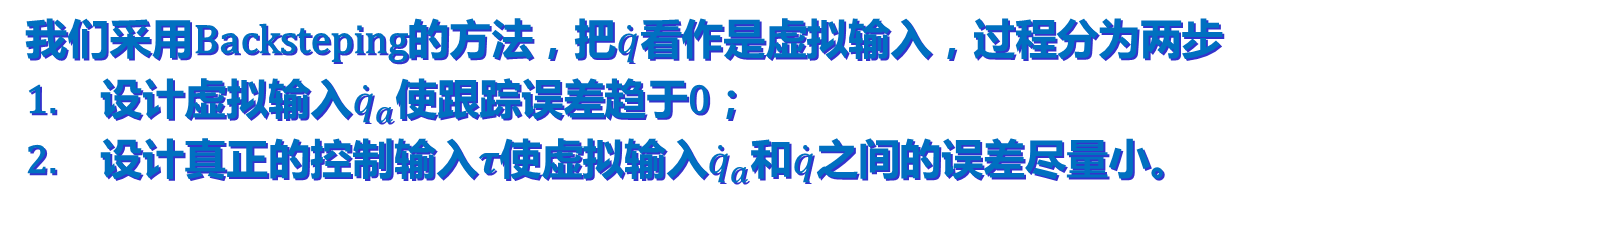 我们采用Backsteping的方法，把q̇看作是虚拟输入，过程分为两步
1. 设计虚拟输入q̇ₐ使跟踪误差趋于0；
2. 设计真正的控制输入τ使虚拟输入q̇ₐ和q̇之间的误差尽量小。